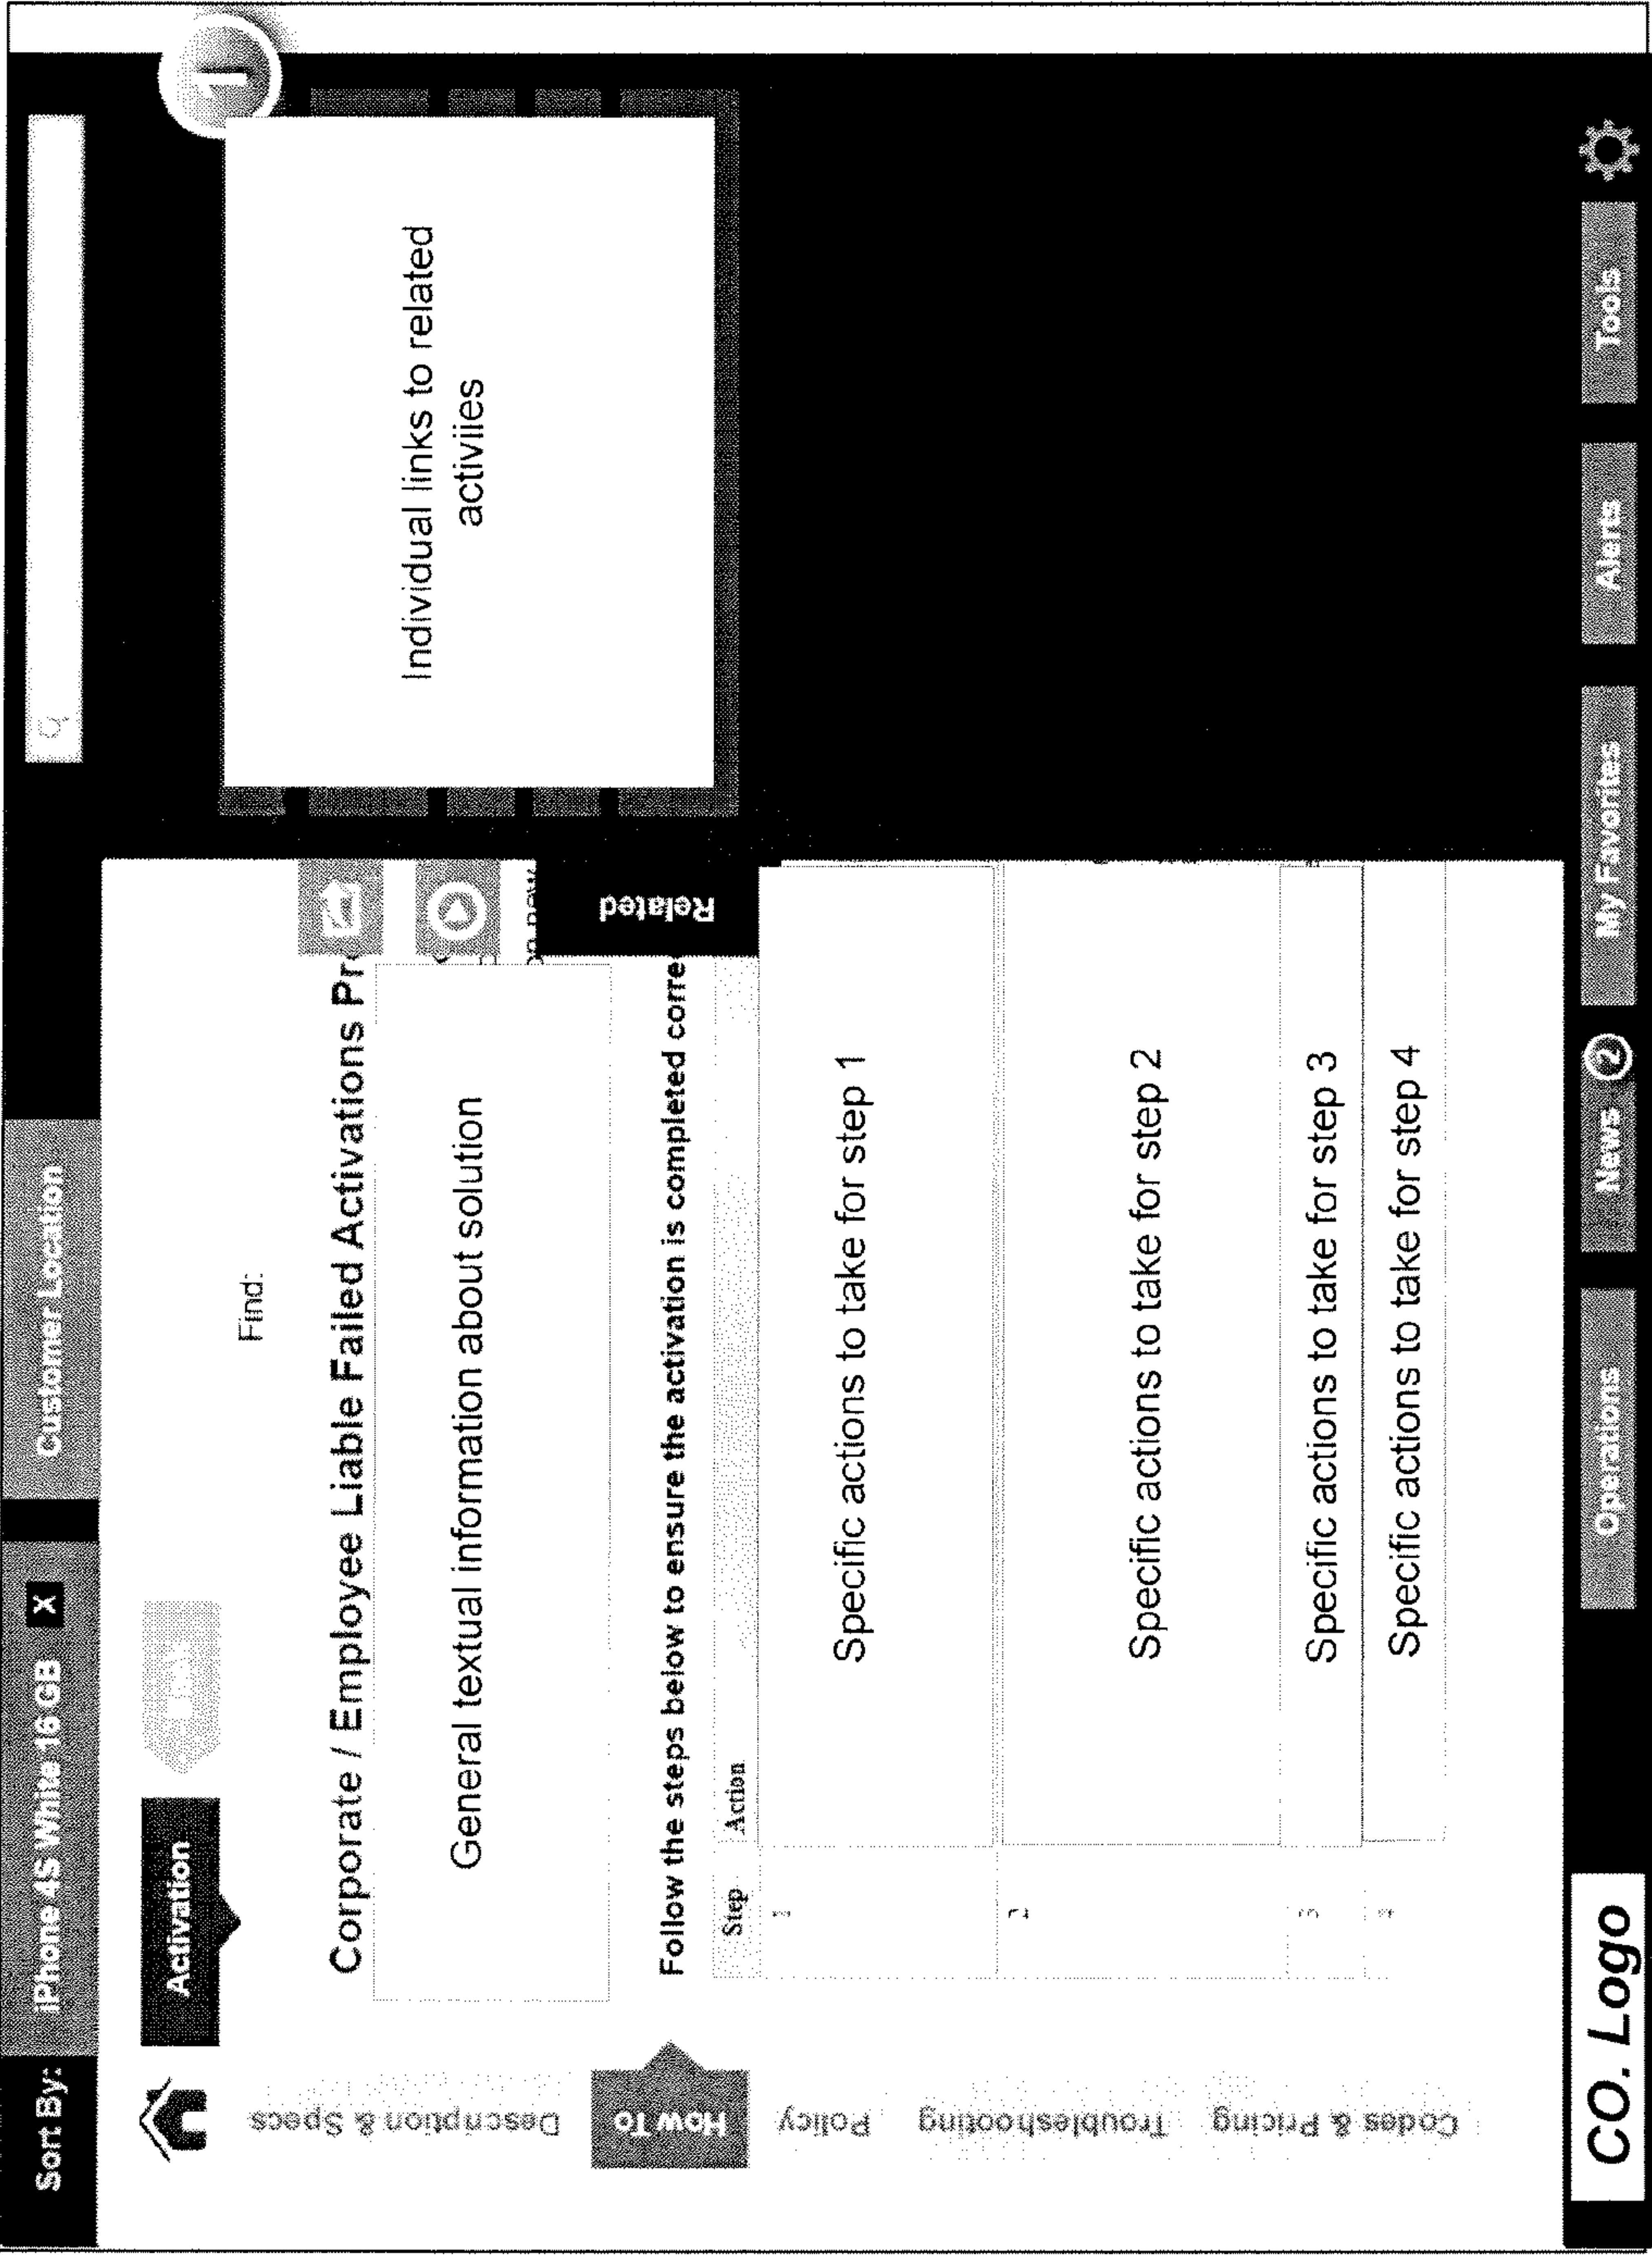 Sort By:
iPhone 4S White 16 GB X
Customer Location
Activation
Find:
1
Description & Specs
How To
Policy
Troubleshooting
Codes & Pricing
Corporate / Employee Liable Failed Activations Pr
General textual information about solution
Follow the steps below to ensure the activation is completed corre
Related
Step Action
1 Specific actions to take for step 1
2 Specific actions to take for step 2
3 Specific actions to take for step 3
4 Specific actions to take for step 4
Individual links to related
activiies
CO. Logo
Operations
News 2
My Favorites
Alerts
Tools